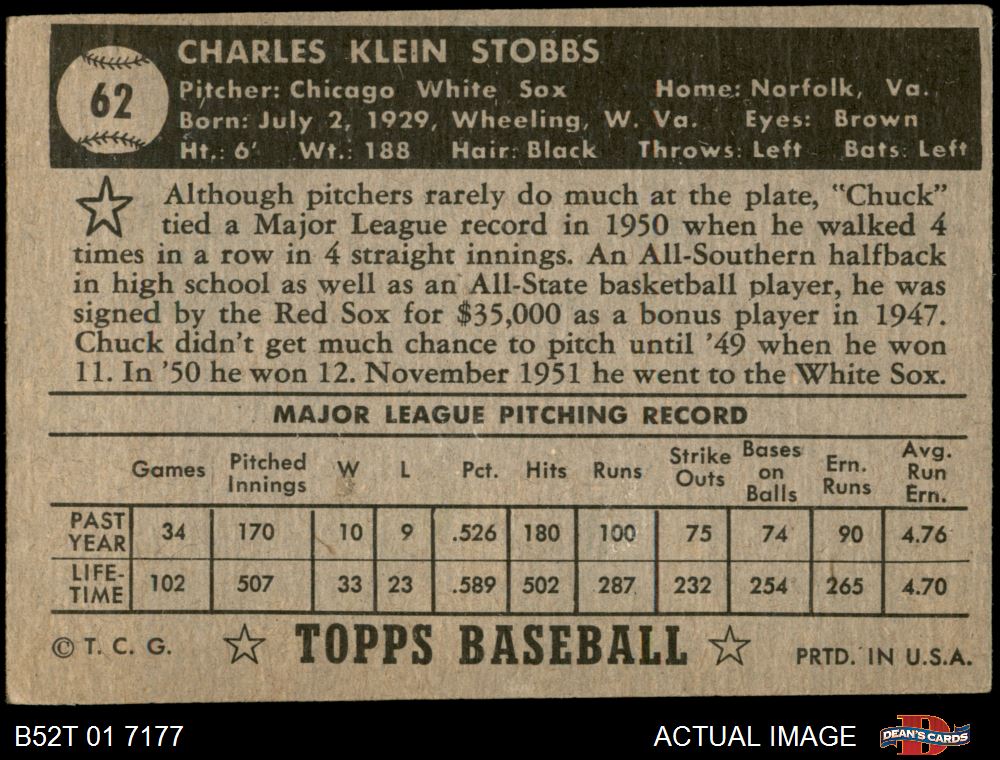 62
CHARLES KLEIN STOBBS
Pitcher: Chicago White Sox Home: Norfolk, Va.
Born: July 2, 1929, Wheeling, W. Va. Eyes: Brown
Ht.: 6' Wt.: 188 Hair: Black Throws: Left Bats: Left
Although pitchers rarely do much at the plate, "Chuck"
tied a Major League record in 1950 when he walked 4
times in a row in 4 straight innings. An All-Southern halfback
in high school as well as an All-State basketball player, he was
signed by the Red Sox for $35,000 as a bonus player in 1947.
Chuck didn't get much chance to pitch until '49 when he won
11. In '50 he won 12. November 1951 he went to the White Sox.
MAJOR LEAGUE PITCHING RECORD
Games Pitched Innings W L Pct. Hits Runs Strike Outs Bases on Balls Ern. Runs Avg. Run Ern.
PAST YEAR 34 170 10 9 .526 180 100 75 74 90 4.76
LIFE-TIME 102 507 33 23 .589 502 287 232 254 265 4.70
© T. C. G. TOPPS BASEBALL PRTD. IN U.S.A.
B52T 01 7177 ACTUAL IMAGE DEAN'S CARDS